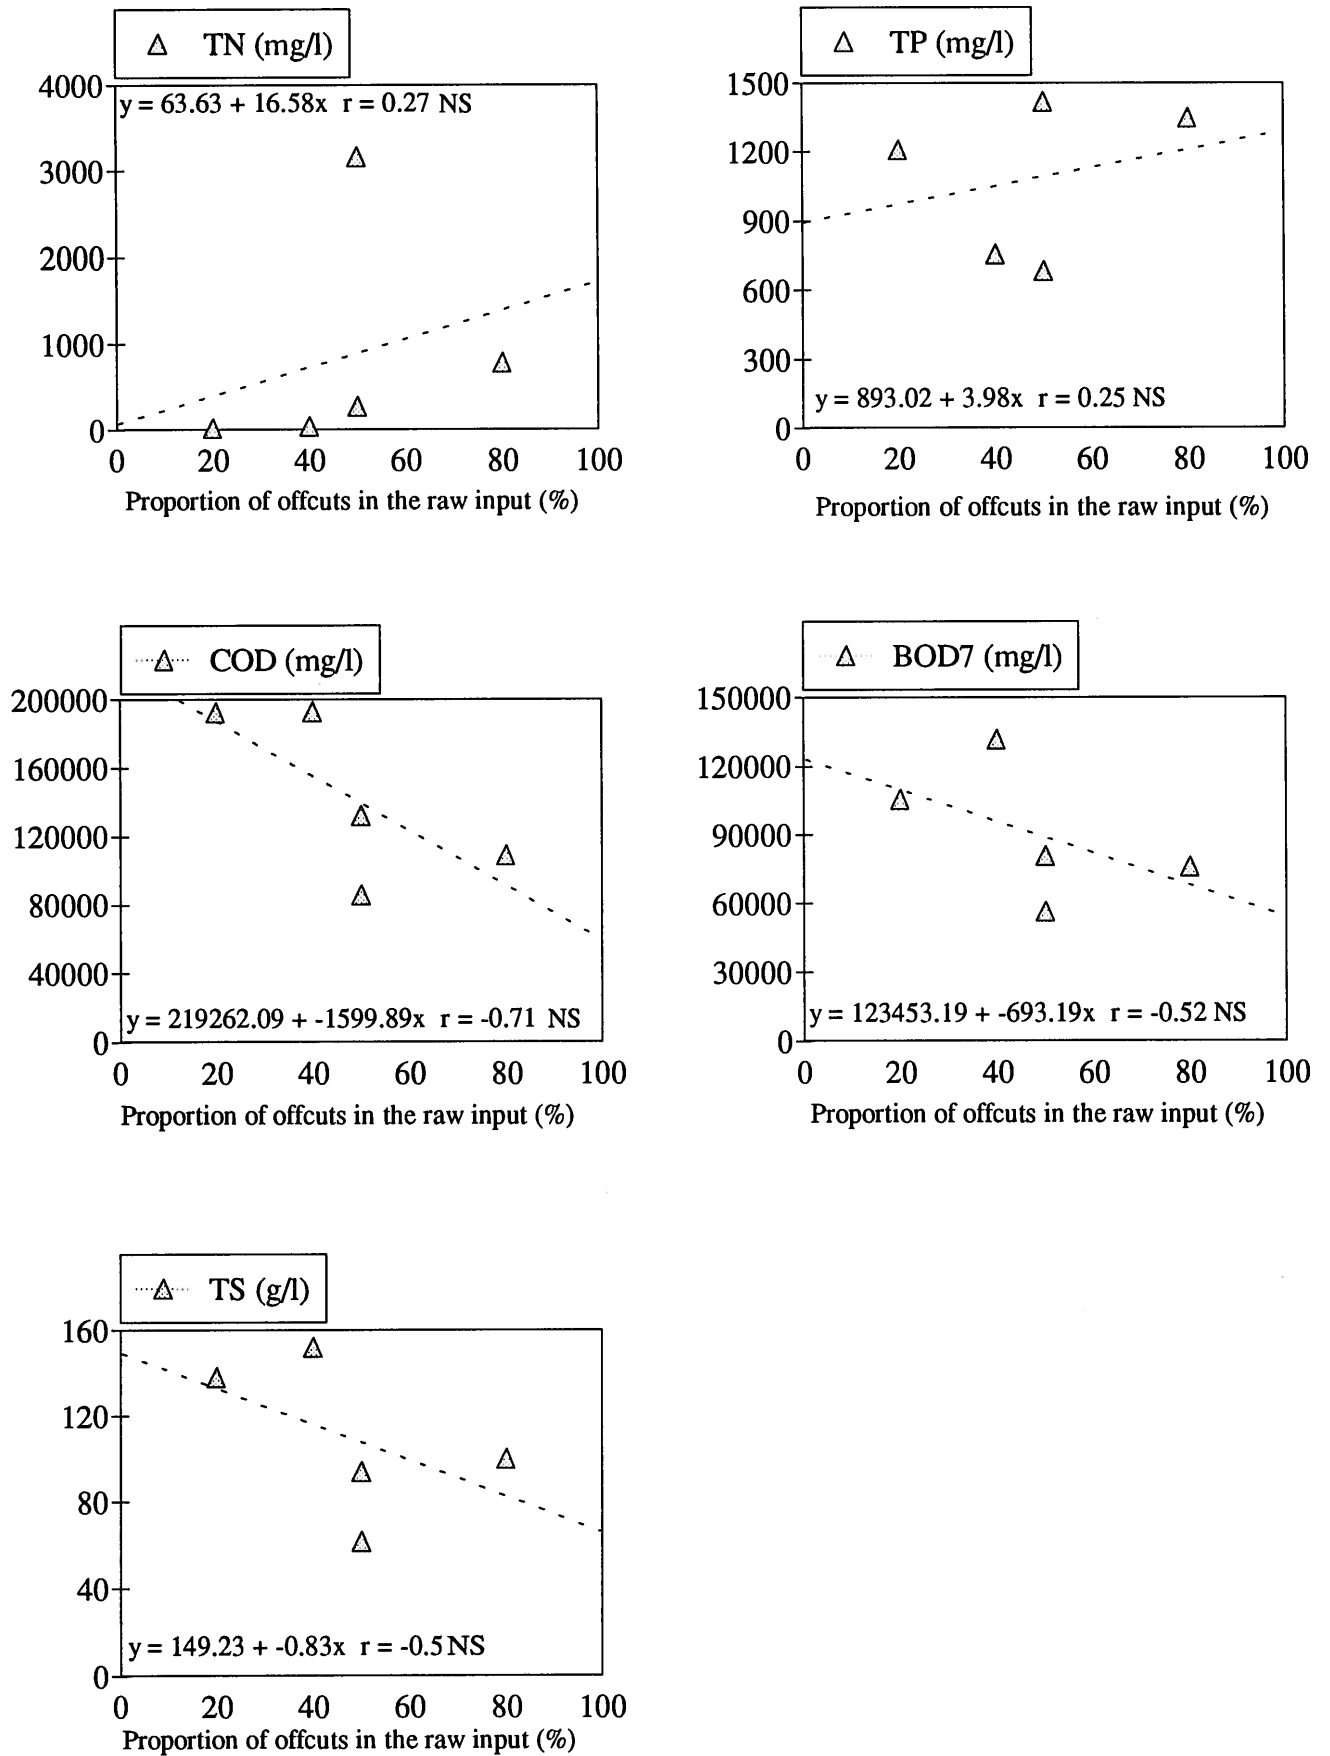 TN (mg/l)
4000
y = 63.63 + 16.58x r = 0.27 NS
3000
2000
1000
0
0 20 40 60 80 100
Proportion of offcuts in the raw input (%)
TP (mg/l)
1500
1200
900
600
300
y = 893.02 + 3.98x r = 0.25 NS
0
0 20 40 60 80 100
Proportion of offcuts in the raw input (%)
COD (mg/l)
200000
160000
120000
80000
40000
y = 219262.09 + -1599.89x r = -0.71 NS
0
0 20 40 60 80 100
Proportion of offcuts in the raw input (%)
BOD7 (mg/l)
150000
120000
90000
60000
30000
y = 123453.19 + -693.19x r = -0.52 NS
0
0 20 40 60 80 100
Proportion of offcuts in the raw input (%)
TS (g/l)
160
120
80
40
y = 149.23 + -0.83x r = -0.5 NS
0
0 20 40 60 80 100
Proportion of offcuts in the raw input (%)